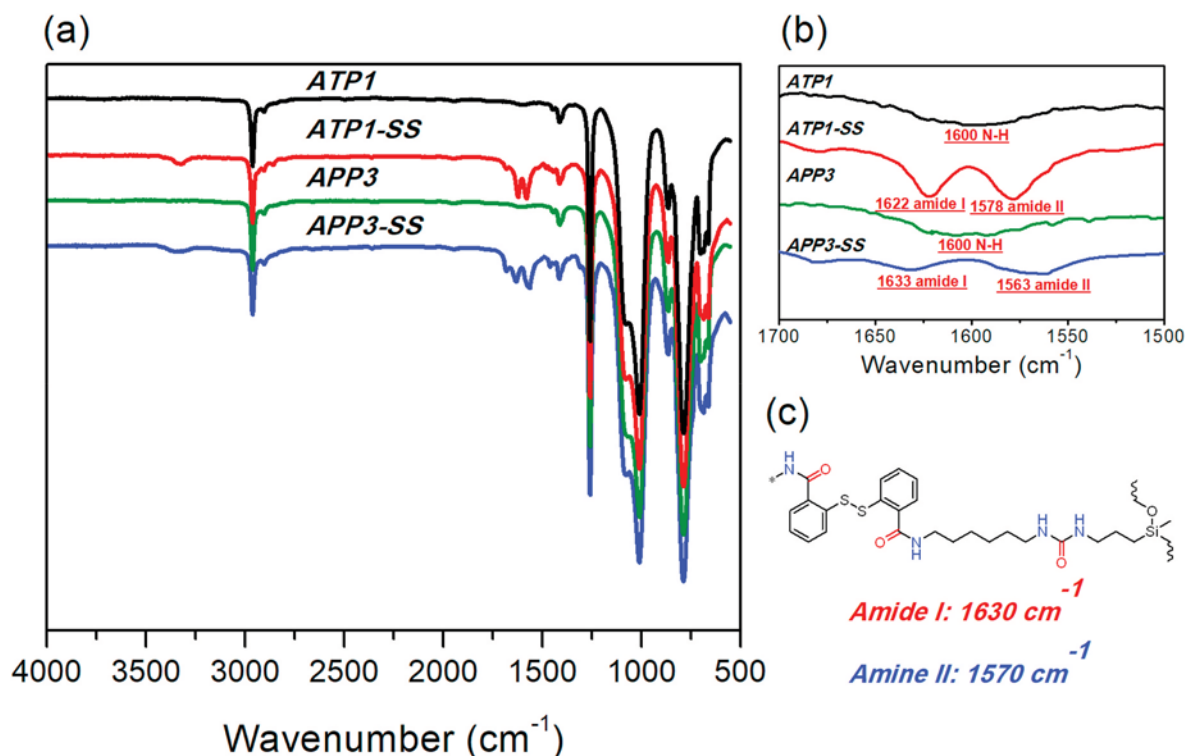 (a)
ATP1
ATP1-SS
APP3
APP3-SS
4000 3500 3000 2500 2000 1500 1000 500
Wavenumber (cm-1)
(b)
ATP1
1600 N-H
ATP1-SS
1622 amide I 1578 amide II
APP3
1600 N-H
APP3-SS
1633 amide I 1563 amide II
1700 1650 1600 1550 1500
Wavenumber (cm-1)
(c)
H
N
O
*
S
S
O
N
H
H
N
O
H
N
O
Si
Amide I: 1630 cm-1
Amine II: 1570 cm-1